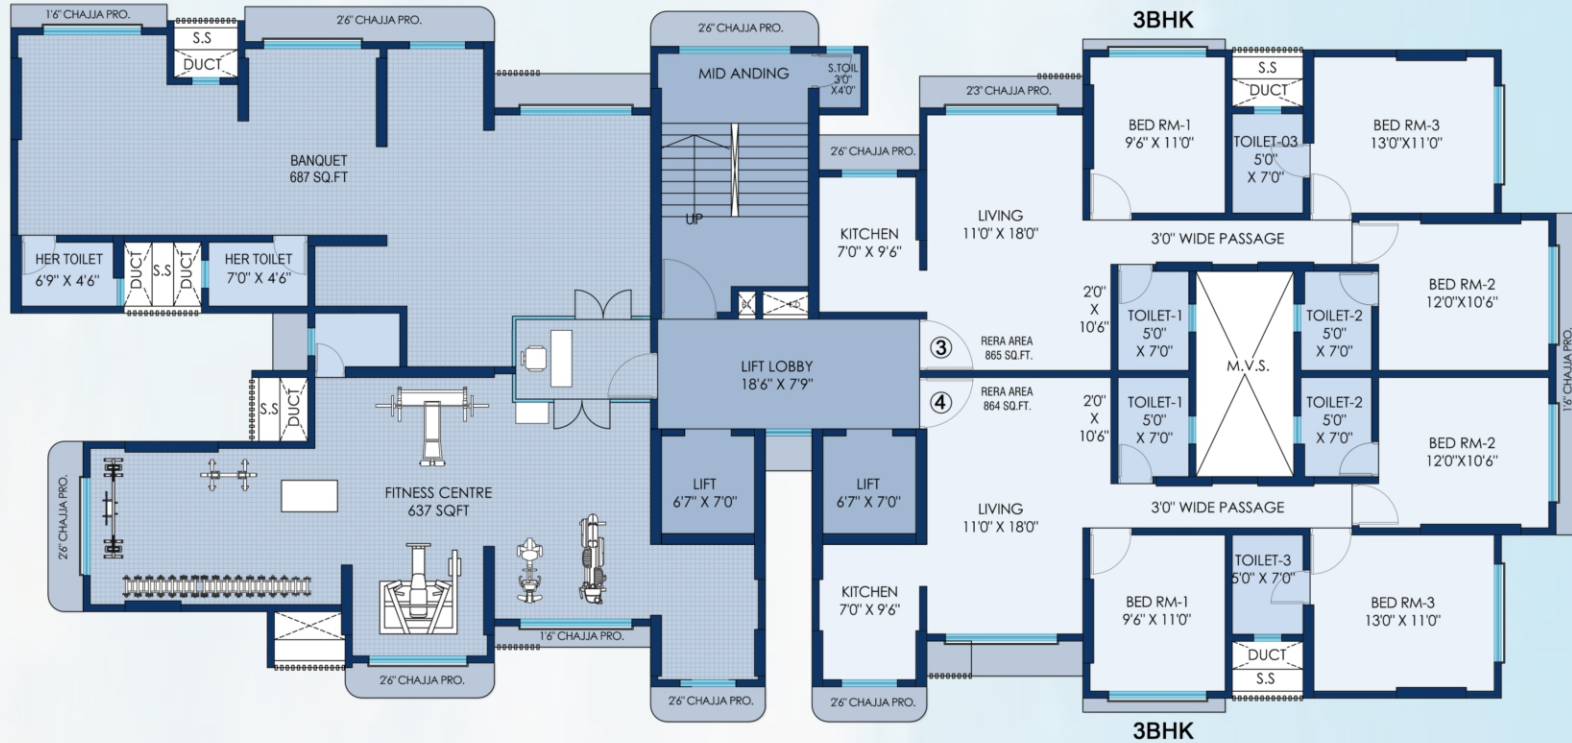 1'6" CHAJJA PRO.
S.S
DUCT
2'6" CHAJJA PRO.
BANQUET
687 SQ.FT
HER TOILET
6'9" X 4'6"
DUCT
S.S
DUCT
HER TOILET
7'0" X 4'6"
2'6" CHAJJA PRO.
MID ANDING
S.TOIL
3'0"
X4'0"
UP
LIFT LOBBY
18'6" X 7'9"
S.S
DUCT
2'6" CHAJJA PRO.
FITNESS CENTRE
637 SQFT
2'6" CHAJJA PRO.
1'6" CHAJJA PRO.
LIFT
6'7" X 7'0"
2'6" CHAJJA PRO.
LIFT
6'7" X 7'0"
3BHK
2'3" CHAJJA PRO.
2'6" CHAJJA PRO.
KITCHEN
7'0" X 9'6"
LIVING
11'0" X 18'0"
BED RM-1
9'6" X 11'0"
S.S
DUCT
TOILET-03
5'0"
X 7'0"
BED RM-3
13'0"X11'0"
3'0" WIDE PASSAGE
BED RM-2
12'0"X10'6"
2'0"
X
10'6"
TOILET-1
5'0"
X 7'0"
TOILET-2
5'0"
X 7'0"
3
RERA AREA
865 SQ.FT.
M.V.S.
1'6" CHAJJA PRO.
4
RERA AREA
864 SQ.FT.
2'0"
X
10'6"
TOILET-1
5'0"
X 7'0"
TOILET-2
5'0"
X 7'0"
BED RM-2
12'0"X10'6"
LIVING
11'0" X 18'0"
3'0" WIDE PASSAGE
KITCHEN
7'0" X 9'6"
BED RM-1
9'6" X 11'0"
TOILET-3
5'0" X 7'0"
BED RM-3
13'0" X 11'0"
DUCT
S.S
2'6" CHAJJA PRO.
3BHK